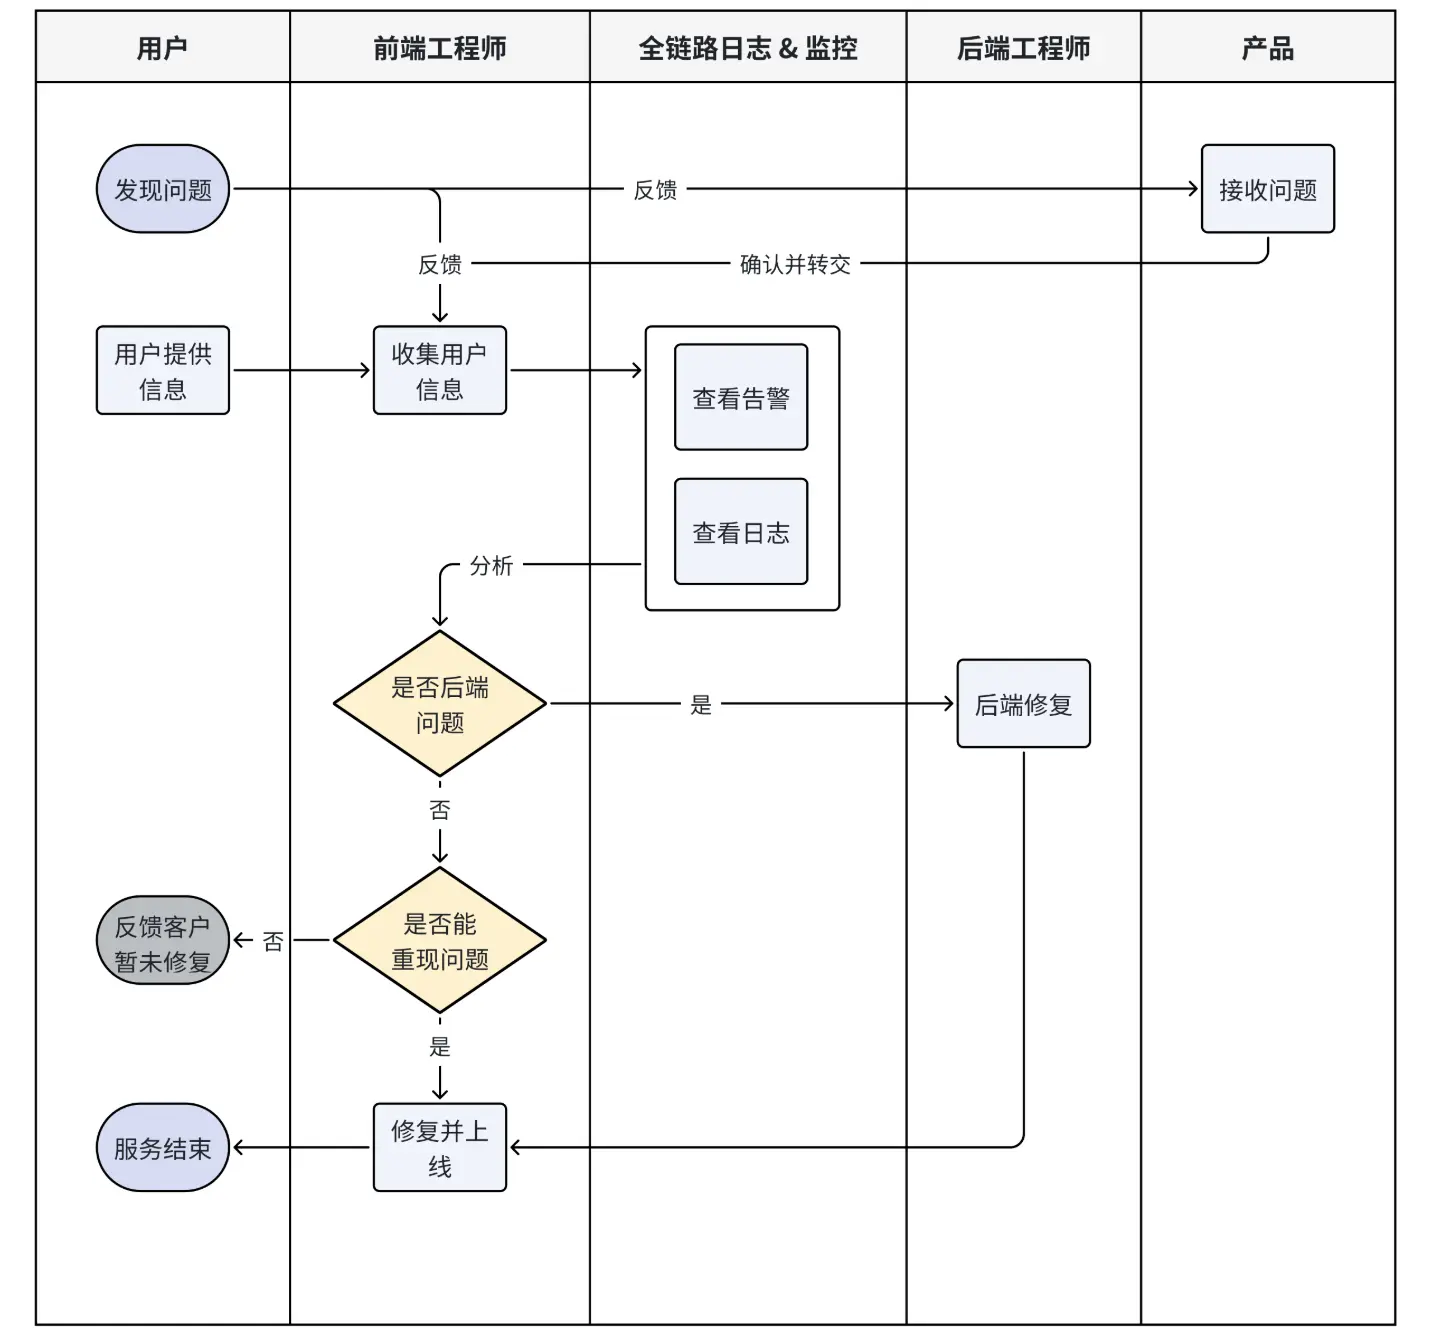 用户
前端工程师
全链路日志 & 监控
后端工程师
产品
发现问题
反馈
接收问题
反馈
确认并转交
用户提供
信息
收集用户
信息
查看告警
查看日志
分析
是否后端
问题
是
后端修复
否
是否能
重现问题
否
反馈客户
暂未修复
是
修复并上
线
服务结束